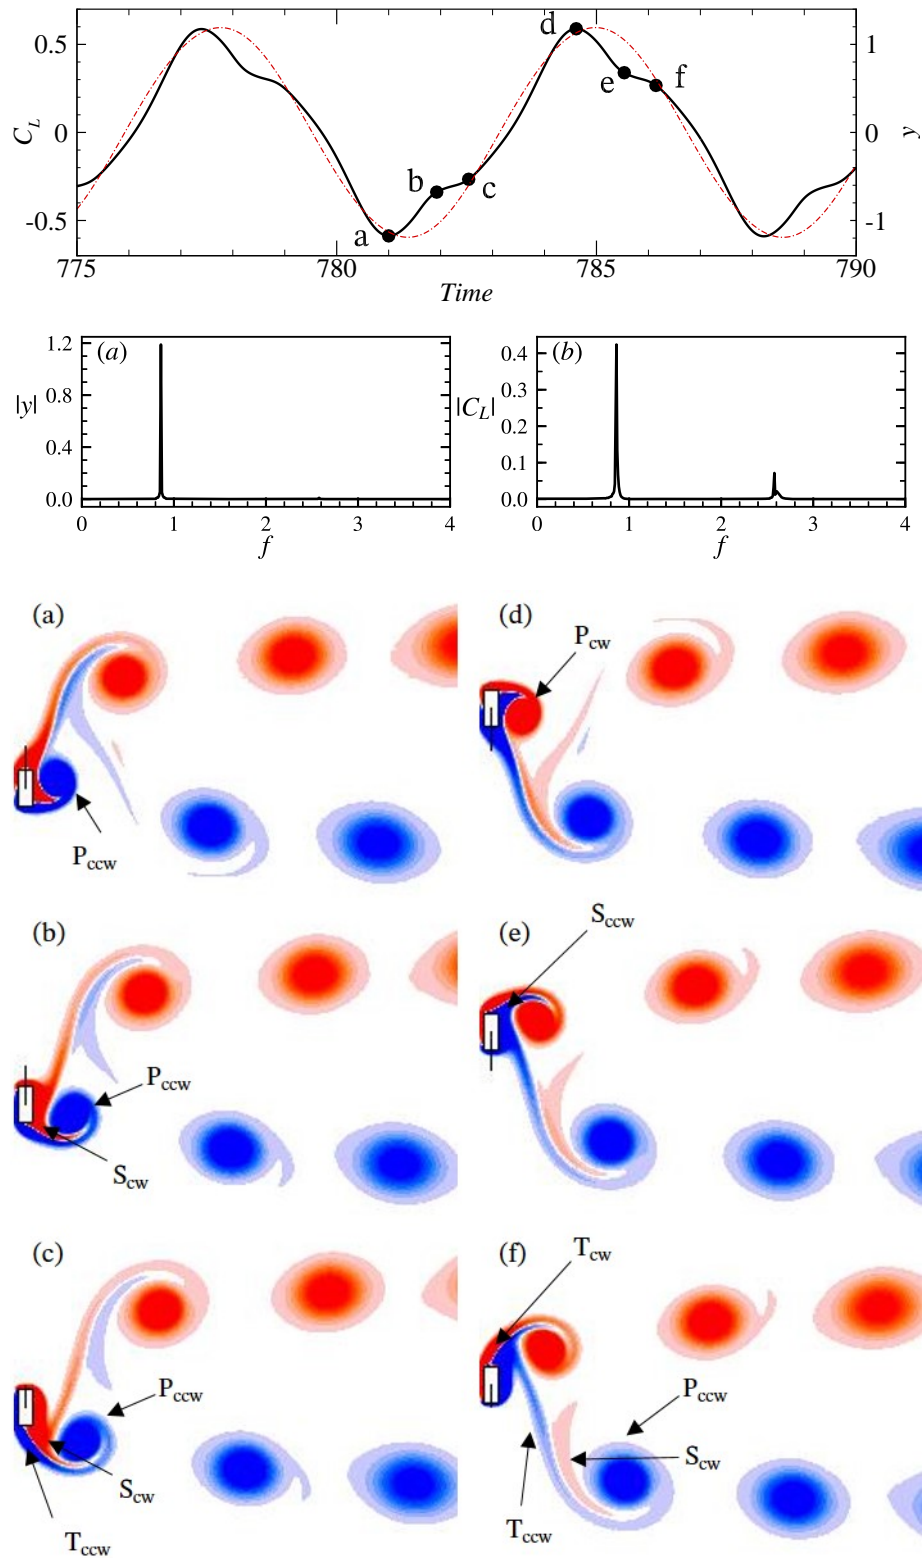 0.5
0
-0.5
C_L
1
0
-1
y
a
b
c
d
e
f
775
780
785
790
Time
(a)
|y|
1.2
0.8
0.4
0.0
0
1
2
3
4
f
(b)
|C_L|
0.4
0.3
0.2
0.1
0.0
0
1
2
3
4
f
(a)
P_ccw
(d)
P_cw
(b)
P_ccw
S_cw
(e)
S_ccw
(c)
P_ccw
S_cw
T_ccw
(f)
T_cw
P_ccw
S_cw
T_ccw